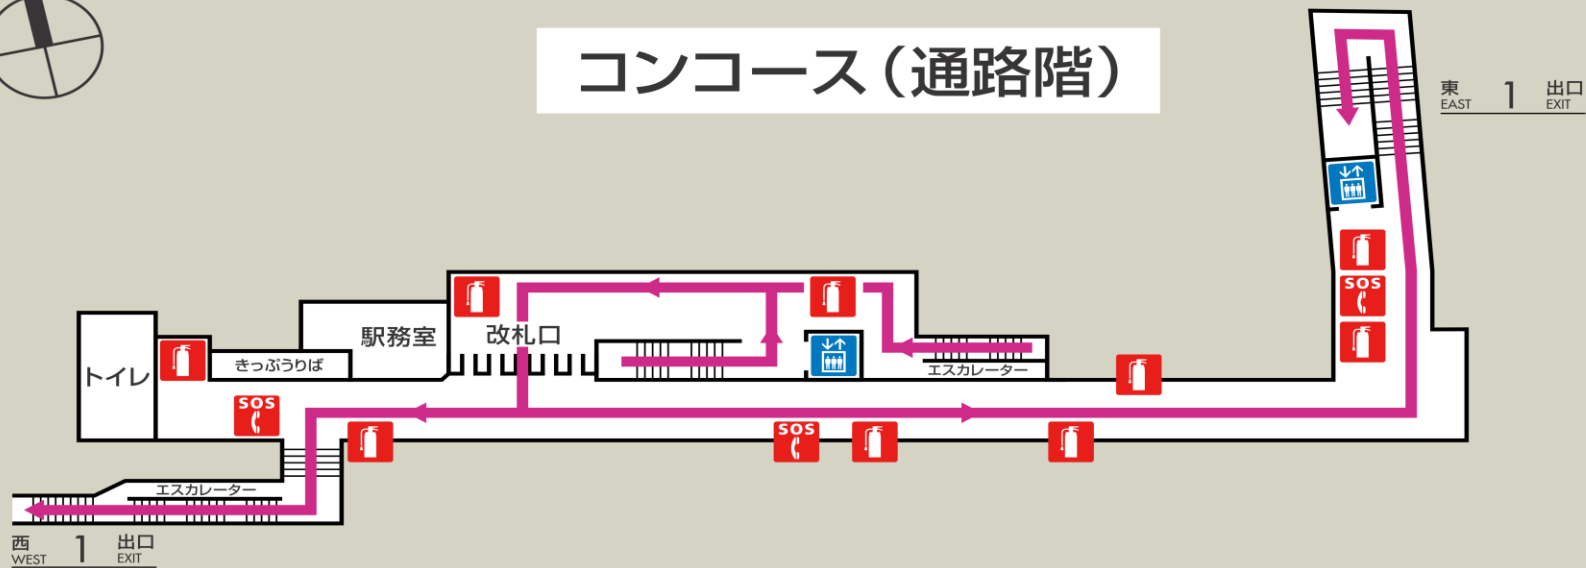 コンコース（通路階）
東 1 出口
EAST EXIT
SOS
駅務室
改札口
きっぷうりば
トイレ
エスカレーター
SOS
SOS
エスカレーター
西 1 出口
WEST EXIT